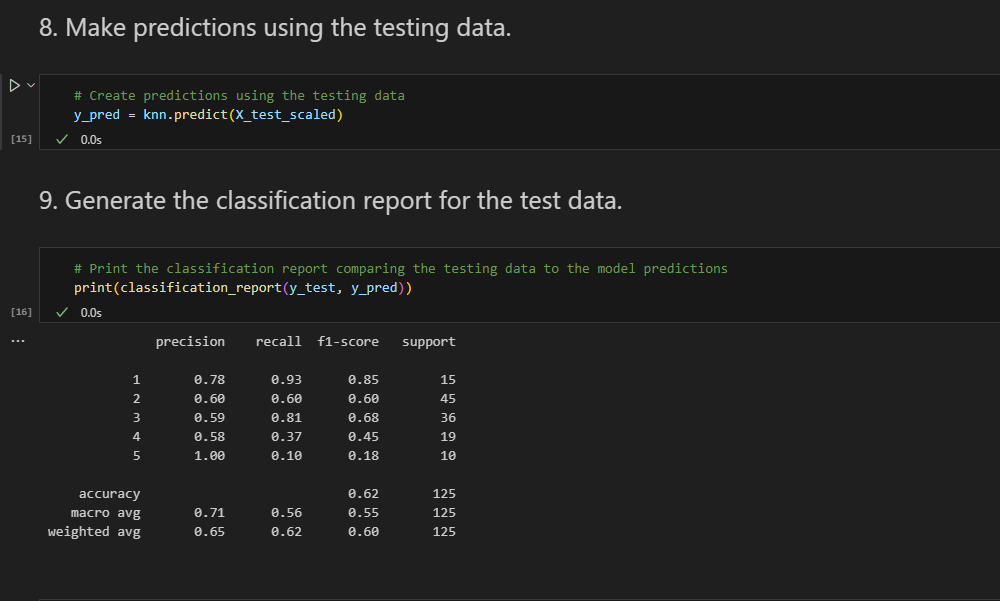 8. Make predictions using the testing data.
# Create predictions using the testing data
y_pred = knn.predict(X_test_scaled)
[15] ✓ 0.0s
9. Generate the classification report for the test data.
# Print the classification report comparing the testing data to the model predictions
print(classification_report(y_test, y_pred))
[16] ✓ 0.0s
... precision recall f1-score support
1 0.78 0.93 0.85 15
2 0.60 0.60 0.60 45
3 0.59 0.81 0.68 36
4 0.58 0.37 0.45 19
5 1.00 0.10 0.18 10
accuracy 0.62 125
macro avg 0.71 0.56 0.55 125
weighted avg 0.65 0.62 0.60 125